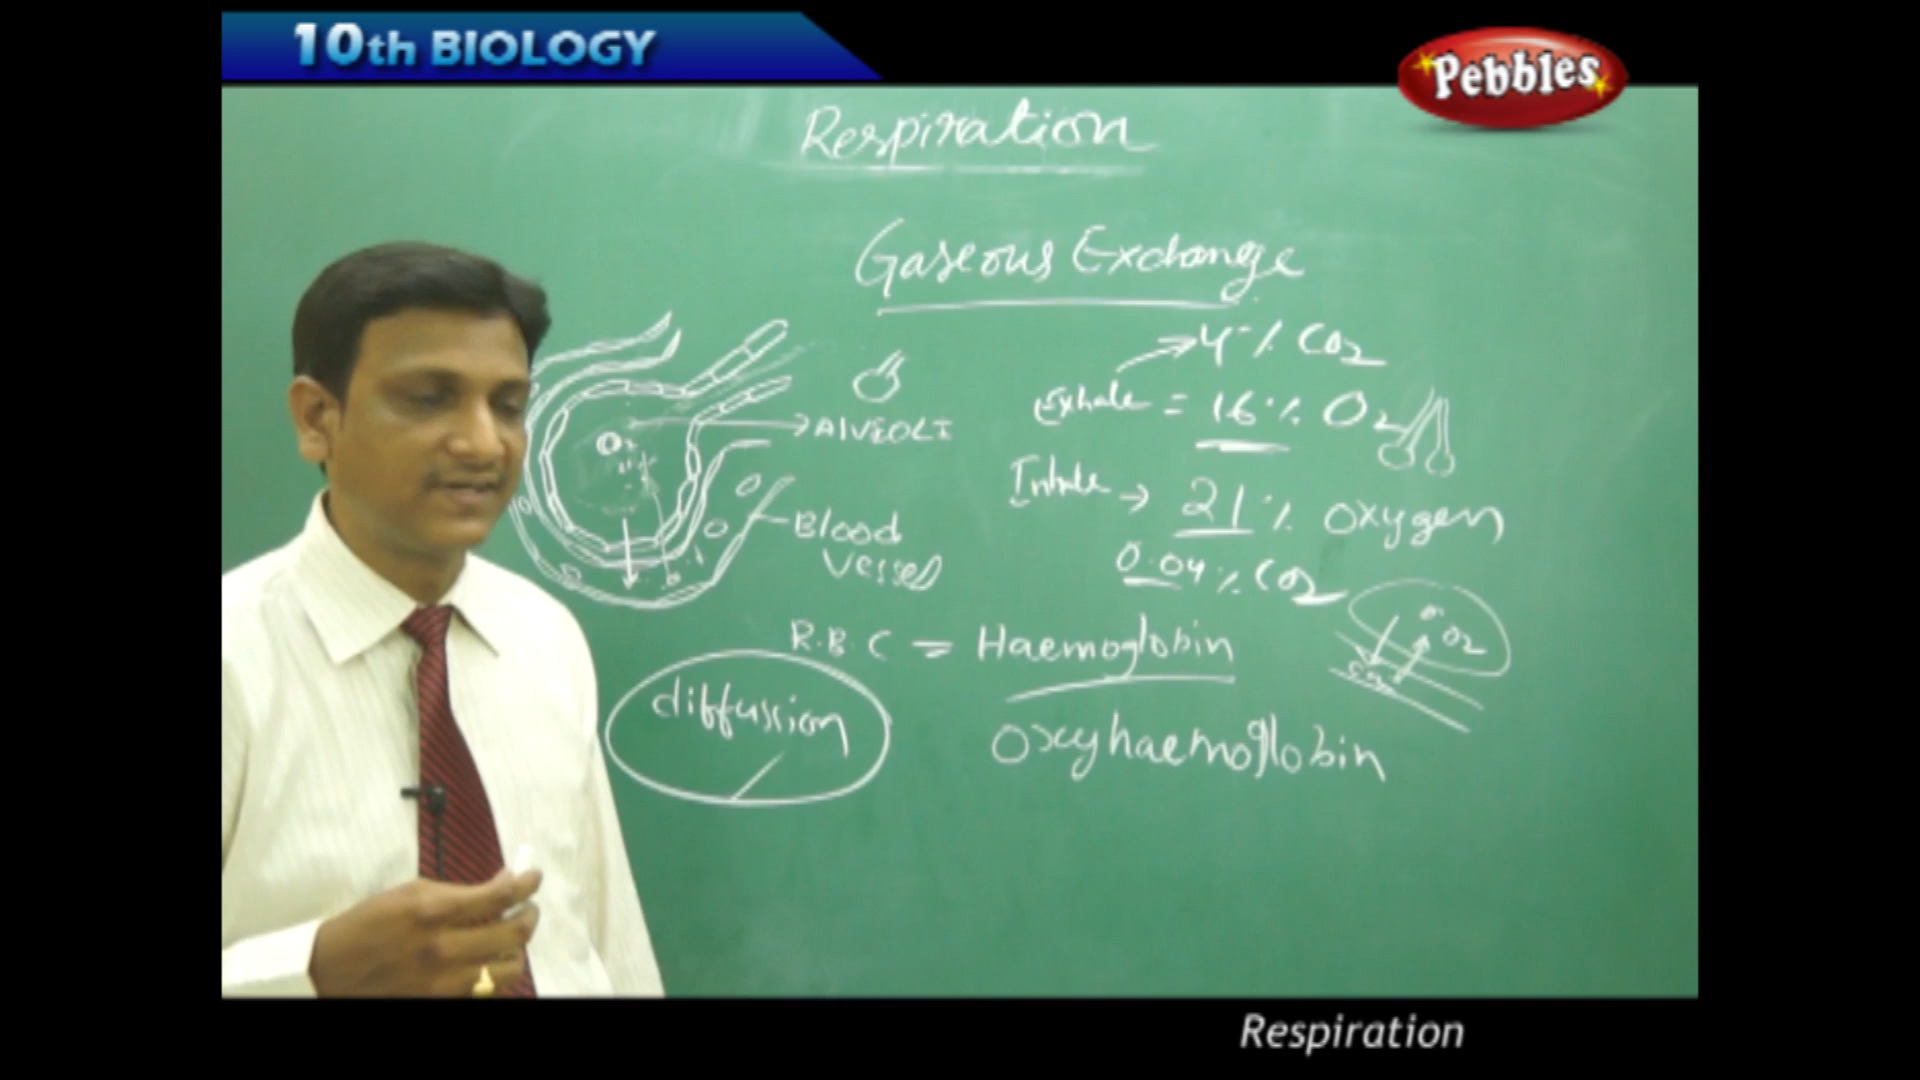 10th BIOLOGY
Pebbles
Respiration
Gaseous Exchange
4% CO2
Exhale = 16% O2
O2
ALVEOLI
Inhale → 21% oxygen
Blood
Vessel
0.04% CO2
O2
R.B.C = Haemoglobin
diffussion
oxyhaemoglobin
Respiration